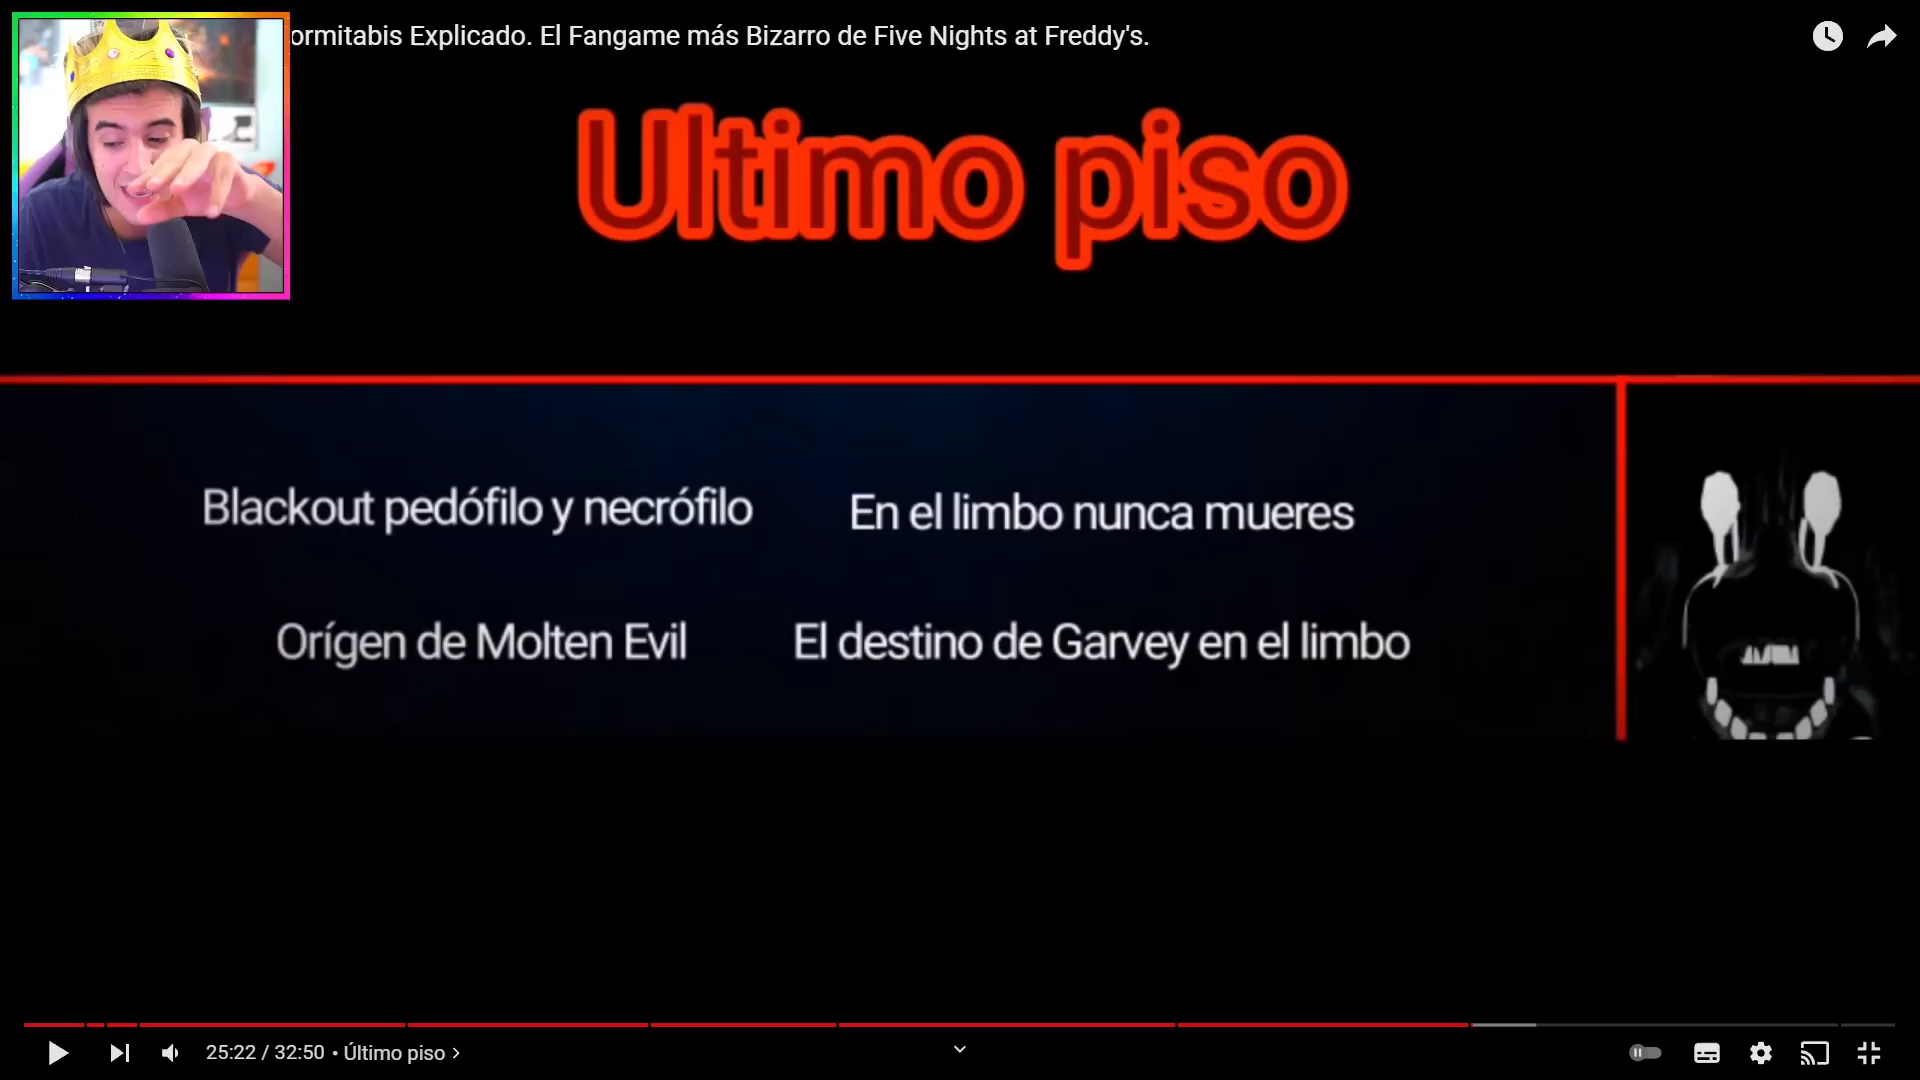 ormitabis Explicado. El Fangame más Bizarro de Five Nights at Freddy's.
Ultimo piso
Blackout pedófilo y necrófilo
En el limbo nunca mueres
Orígen de Molten Evil
El destino de Garvey en el limbo
25:22 / 32:50 • Último piso